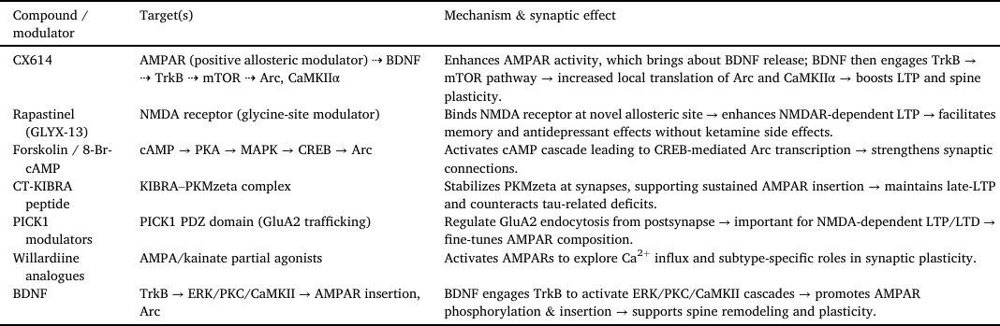 Compound / modulator	Target(s)	Mechanism & synaptic effect
CX614	AMPAR (positive allosteric modulator) ⇢ BDNF ⇢ TrkB ⇢ mTOR ⇢ Arc, CaMKIIα	Enhances AMPAR activity, which brings about BDNF release; BDNF then engages TrkB → mTOR pathway → increased local translation of Arc and CaMKIIα → boosts LTP and spine plasticity.
Rapastinel (GLYX-13)	NMDA receptor (glycine-site modulator)	Binds NMDA receptor at novel allosteric site → enhances NMDAR-dependent LTP → facilitates memory and antidepressant effects without ketamine side effects.
Forskolin / 8-Br-cAMP	cAMP → PKA → MAPK → CREB → Arc	Activates cAMP cascade leading to CREB-mediated Arc transcription → strengthens synaptic connections.
CT-KIBRA peptide	KIBRA–PKMzeta complex	Stabilizes PKMzeta at synapses, supporting sustained AMPAR insertion → maintains late-LTP and counteracts tau-related deficits.
PICK1 modulators	PICK1 PDZ domain (GluA2 trafficking)	Regulate GluA2 endocytosis from postsynapse → important for NMDA-dependent LTP/LTD → fine-tunes AMPAR composition.
Willardiine analogues	AMPA/kainate partial agonists	Activates AMPARs to explore Ca²⁺ influx and subtype-specific roles in synaptic plasticity.
BDNF	TrkB → ERK/PKC/CaMKII → AMPAR insertion, Arc	BDNF engages TrkB to activate ERK/PKC/CaMKII cascades → promotes AMPAR phosphorylation & insertion → supports spine remodeling and plasticity.